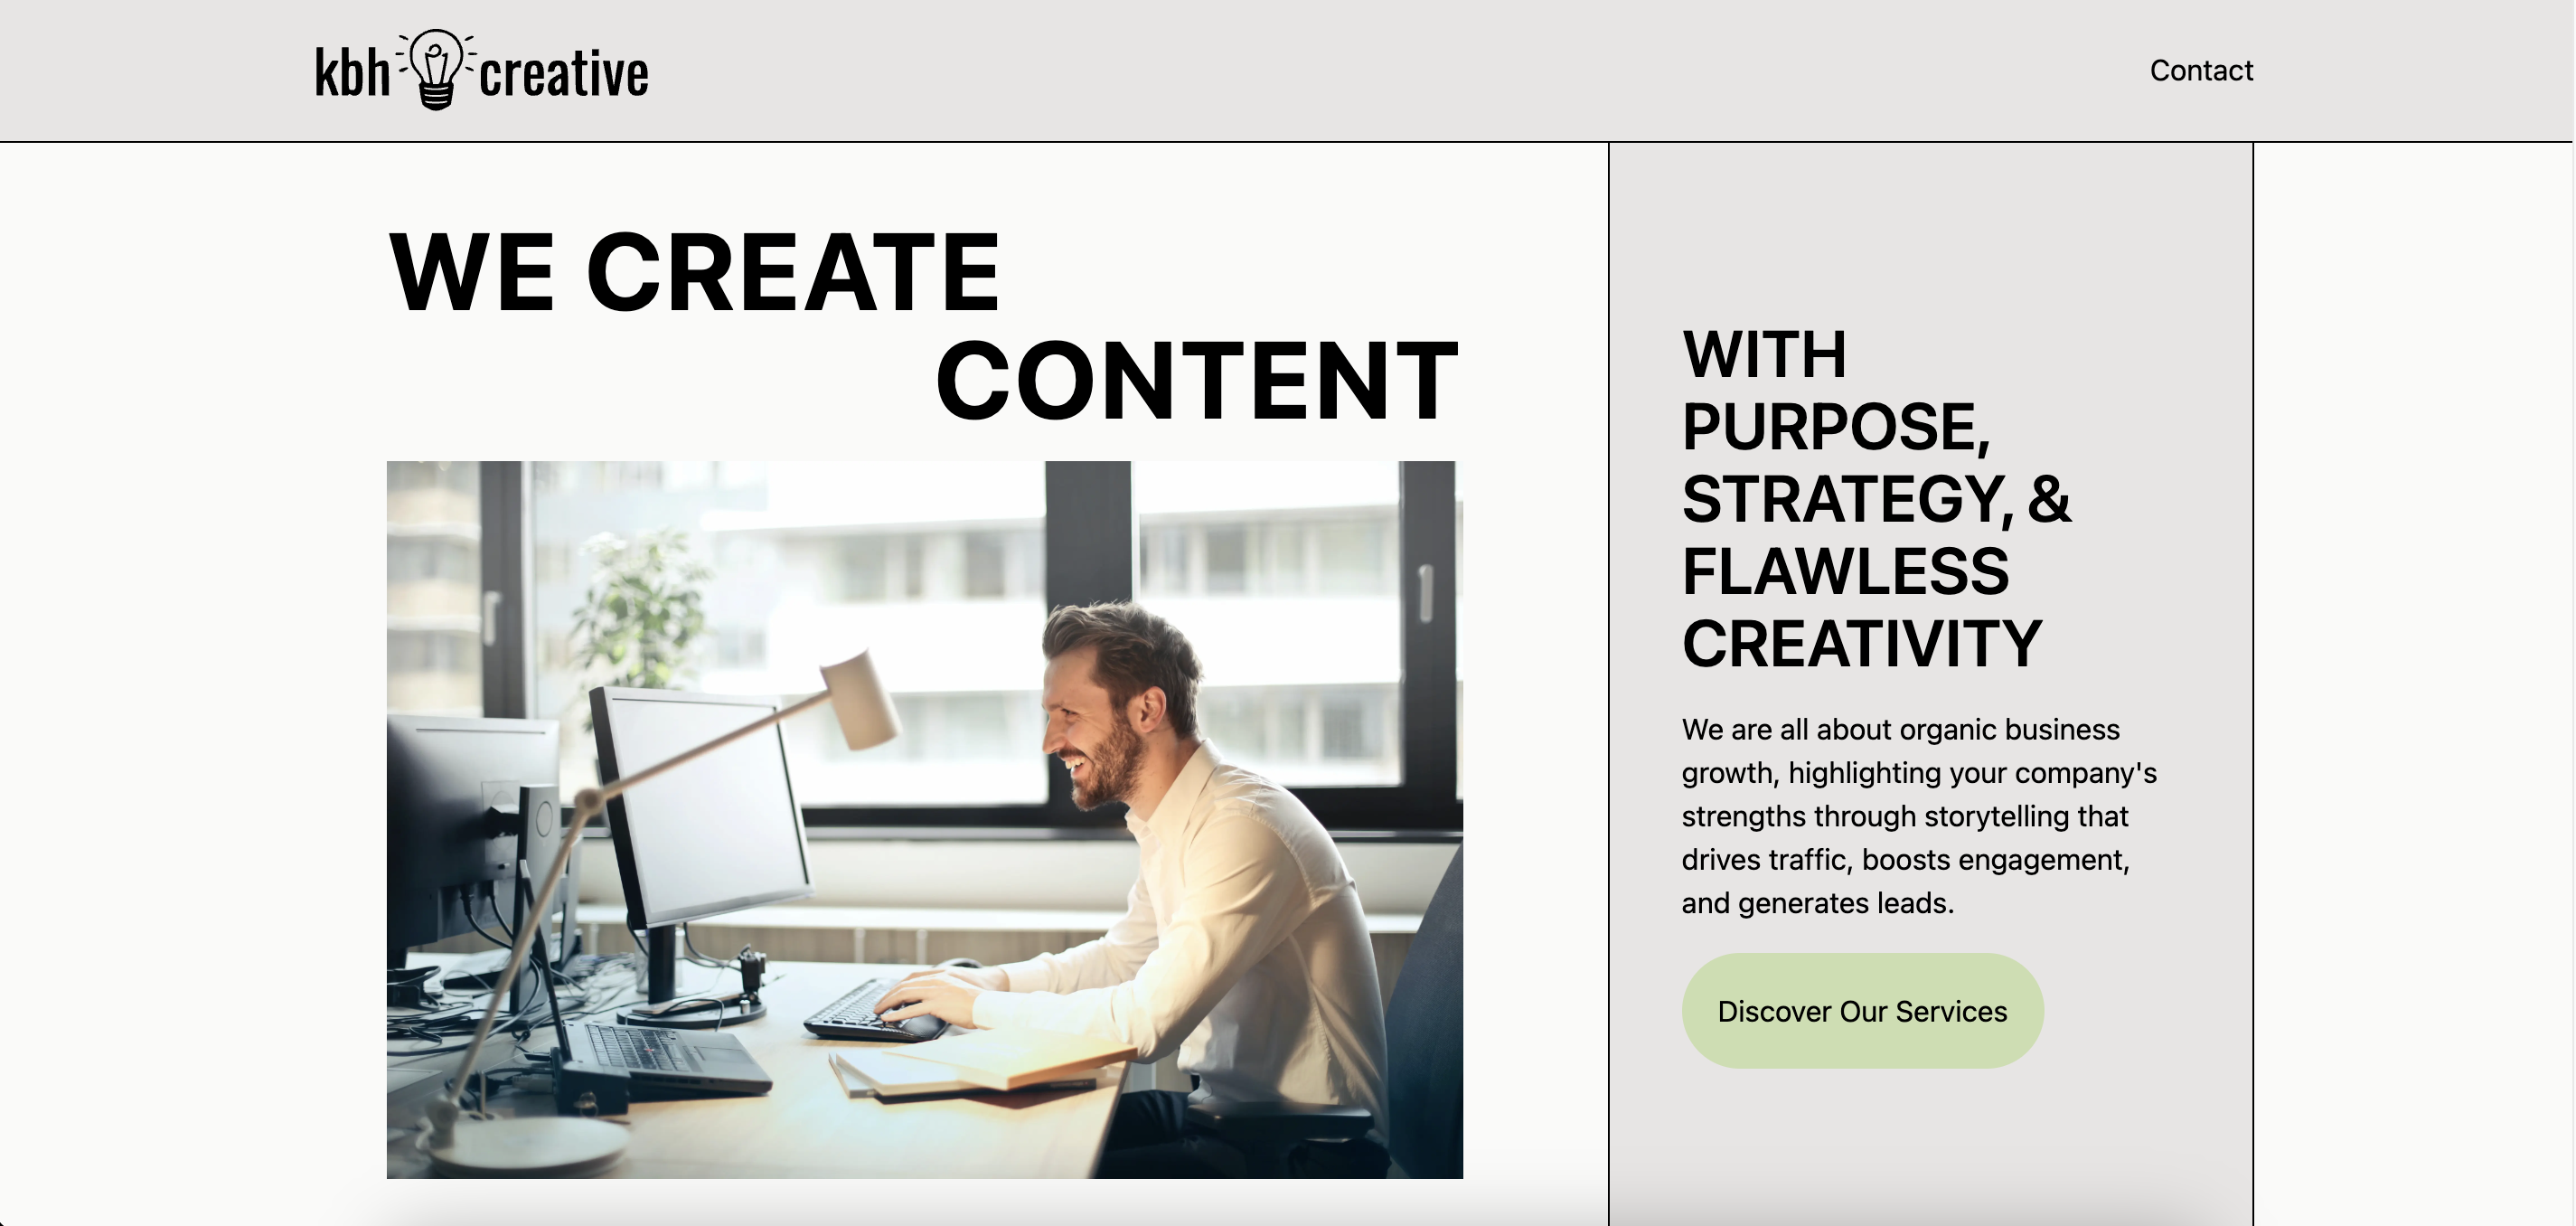 kbh creative
Contact
WE CREATE
CONTENT
WITH
PURPOSE,
STRATEGY, &
FLAWLESS
CREATIVITY
We are all about organic business
growth, highlighting your company's
strengths through storytelling that
drives traffic, boosts engagement,
and generates leads.
Discover Our Services